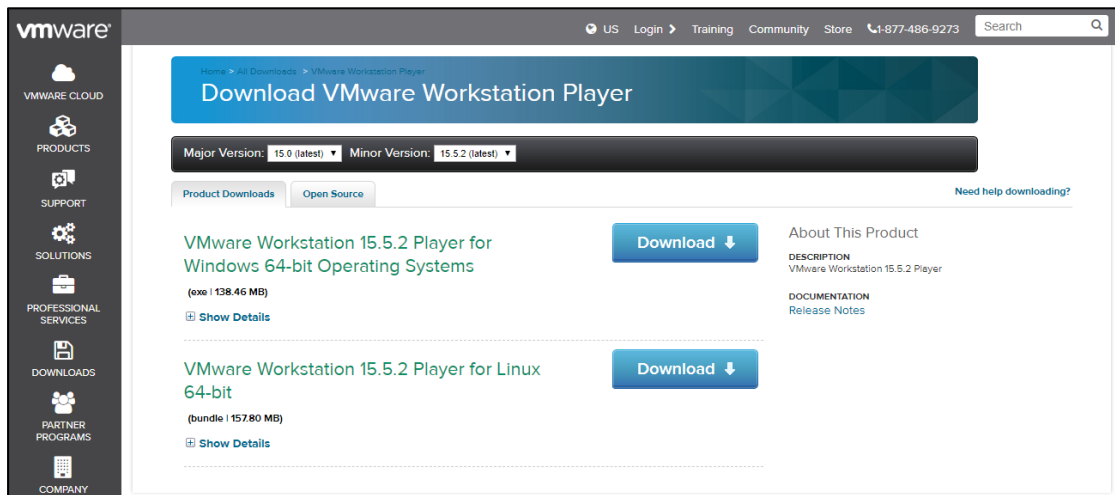 vmware
US Login Training Community Store 1-877-486-9273 Search
VMWARE CLOUD
PRODUCTS
SUPPORT
SOLUTIONS
PROFESSIONAL
SERVICES
DOWNLOADS
PARTNER
PROGRAMS
COMPANY
Home > All Downloads > VMware Workstation Player
Download VMware Workstation Player
Major Version: 15.0 (latest) Minor Version: 15.5.2 (latest)
Product Downloads Open Source Need help downloading?
VMware Workstation 15.5.2 Player for
Windows 64-bit Operating Systems
(exe | 138.46 MB)
Show Details
Download
VMware Workstation 15.5.2 Player for Linux
64-bit
(bundle | 157.80 MB)
Show Details
Download
About This Product
DESCRIPTION
VMware Workstation 15.5.2 Player
DOCUMENTATION
Release Notes